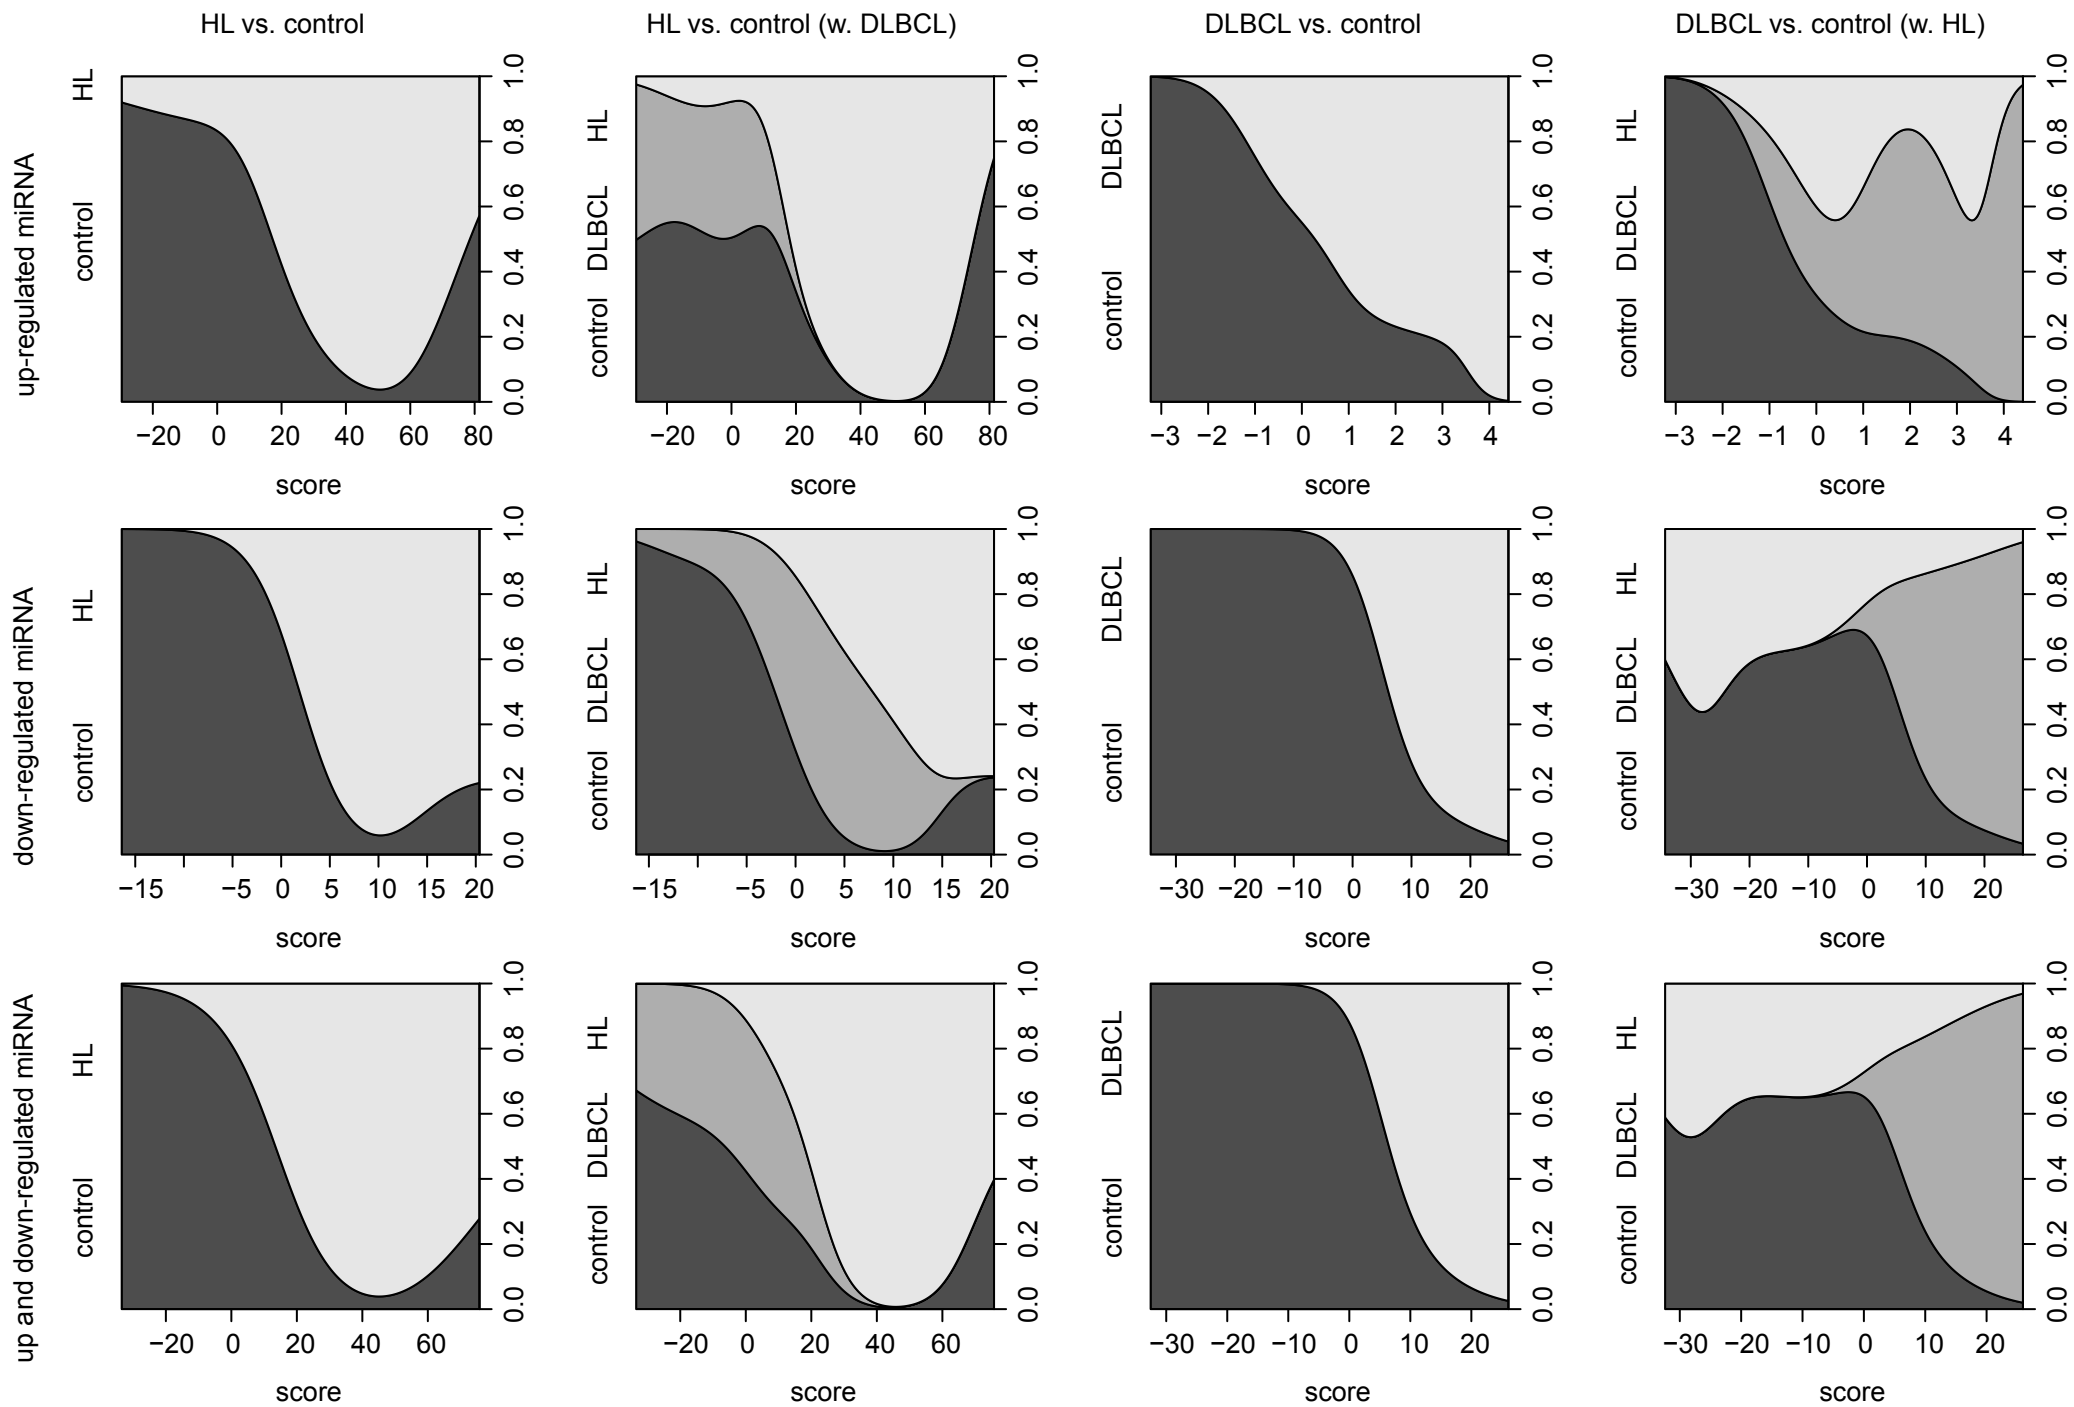 HL vs. control
HL vs. control (w. DLBCL)
DLBCL vs. control
DLBCL vs. control (w. HL)
up-regulated miRNA
control HL
0.0 0.2 0.4 0.6 0.8 1.0
−20 0 20 40 60 80
score
control DLBCL HL
0.0 0.2 0.4 0.6 0.8 1.0
−20 0 20 40 60 80
score
control DLBCL
0.0 0.2 0.4 0.6 0.8 1.0
−3 −2 −1 0 1 2 3 4
score
control DLBCL HL
0.0 0.2 0.4 0.6 0.8 1.0
−3 −2 −1 0 1 2 3 4
score
down-regulated miRNA
control HL
0.0 0.2 0.4 0.6 0.8 1.0
−15 −5 0 5 10 15 20
score
control DLBCL HL
0.0 0.2 0.4 0.6 0.8 1.0
−15 −5 0 5 10 15 20
score
control DLBCL
0.0 0.2 0.4 0.6 0.8 1.0
−30 −20 −10 0 10 20
score
control DLBCL HL
0.0 0.2 0.4 0.6 0.8 1.0
−30 −20 −10 0 10 20
score
up and down-regulated miRNA
control HL
0.0 0.2 0.4 0.6 0.8 1.0
−20 0 20 40 60
score
control DLBCL HL
0.0 0.2 0.4 0.6 0.8 1.0
−20 0 20 40 60
score
control DLBCL
0.0 0.2 0.4 0.6 0.8 1.0
−30 −20 −10 0 10 20
score
control DLBCL HL
0.0 0.2 0.4 0.6 0.8 1.0
−30 −20 −10 0 10 20
score